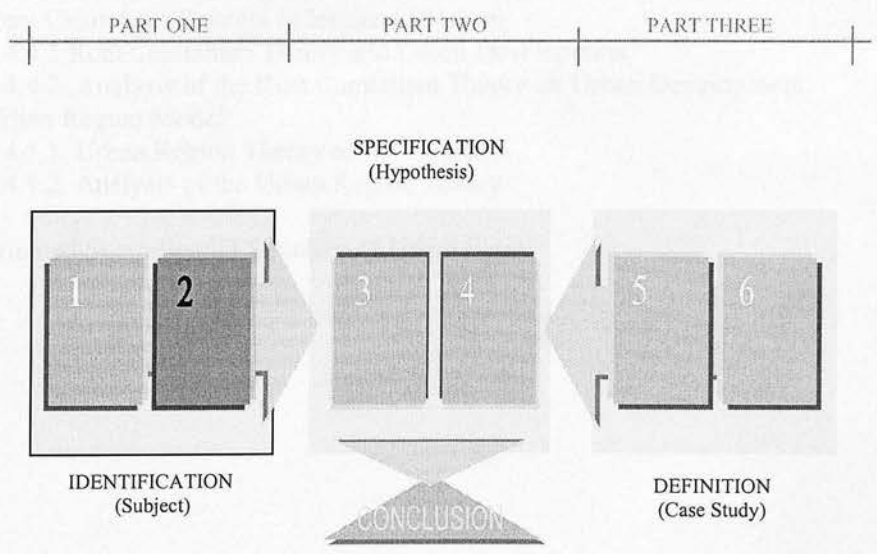 PART ONE PART TWO PART THREE
SPECIFICATION
(Hypothesis)
1 2 3 4 5 6
IDENTIFICATION
(Subject)
DEFINITION
(Case Study)
CONCLUSION